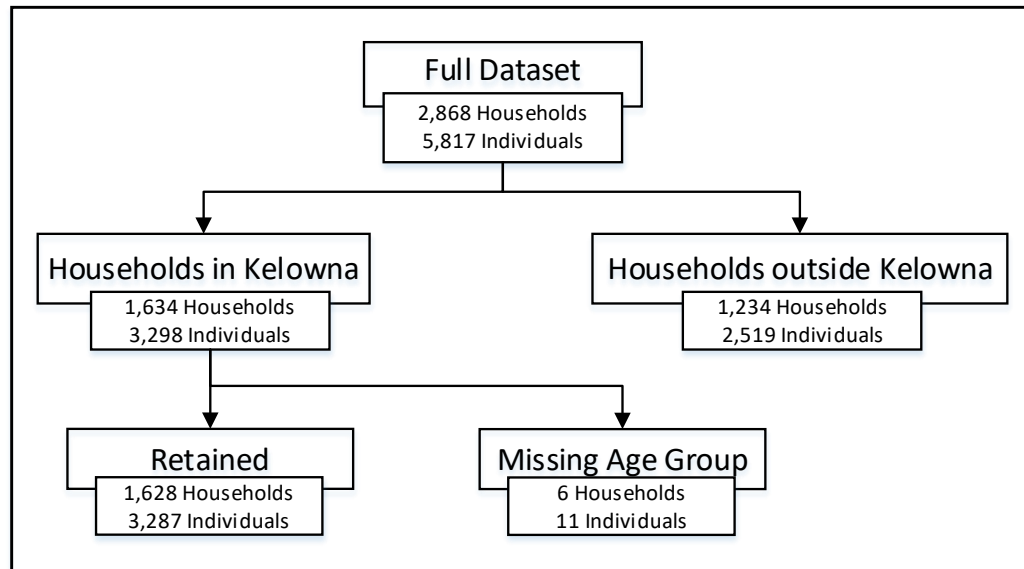 Full Dataset
2,868 Households
5,817 Individuals
Households in Kelowna
1,634 Households
3,298 Individuals
Households outside Kelowna
1,234 Households
2,519 Individuals
Retained
1,628 Households
3,287 Individuals
Missing Age Group
6 Households
11 Individuals